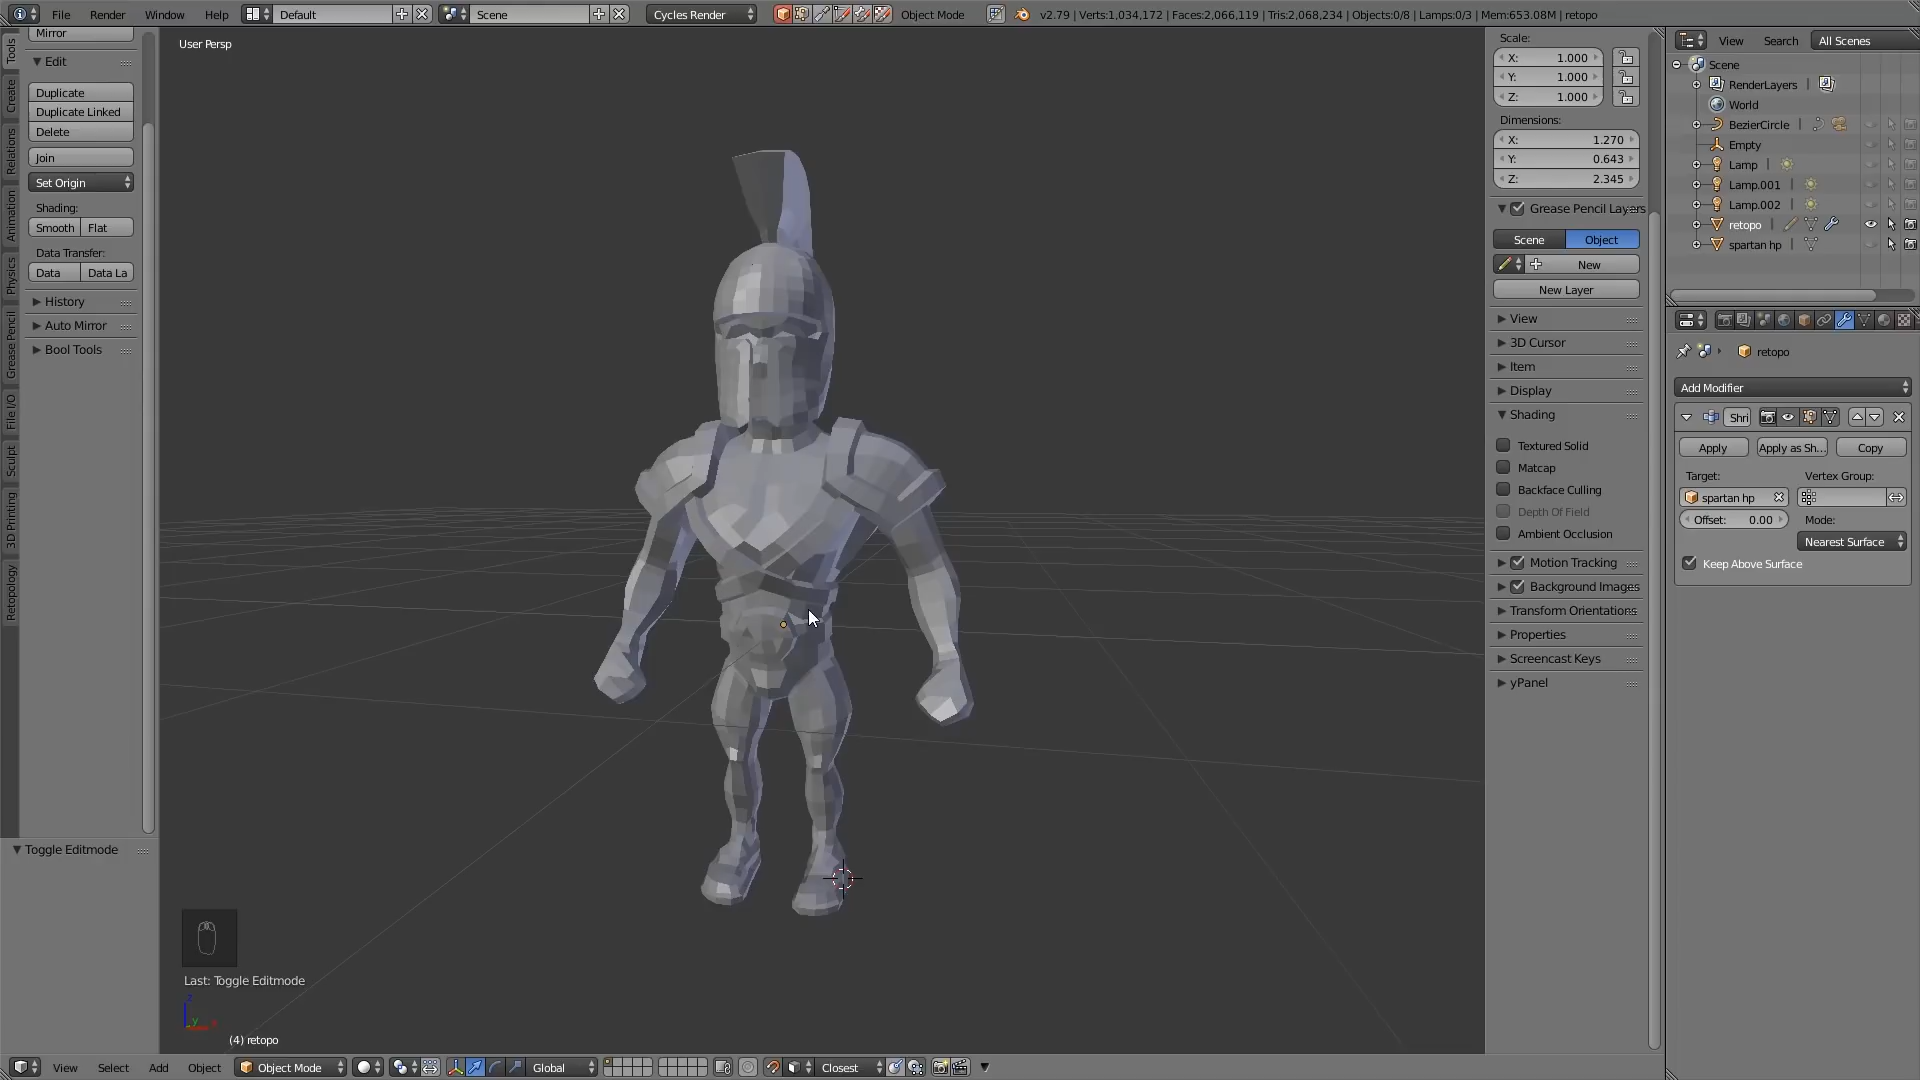 File Render Window Help Default Scene Cycles Render Object Mode v2.79 | Verts:1,034,172 | Faces:2,066,119 | Tris:2,068,234 | Objects:0/8 | Lamps:0/3 | Mem:653.08M | retopo
Tools
Create
Relations
Animation
Physics
Grease Pencil
File I/O
Sculpt
3D Printing
Retopology
Mirror
Edit
Duplicate
Duplicate Linked
Delete
Join
Set Origin
Shading:
Smooth Flat
Data Transfer:
Data Data La
History
Auto Mirror
Bool Tools
Toggle Editmode
User Persp
Last: Toggle Editmode
z
y
x
(4) retopo
Scale:
X: 1.000
Y: 1.000
Z: 1.000
Dimensions:
X: 1.270
Y: 0.643
Z: 2.345
Grease Pencil Layers
Scene Object
New
New Layer
View
3D Cursor
Item
Display
Shading
Textured Solid
Matcap
Backface Culling
Depth Of Field
Ambient Occlusion
Motion Tracking
Background Images
Transform Orientations
Properties
Screencast Keys
yPanel
View Search All Scenes
Scene
RenderLayers
World
BezierCircle
Empty
Lamp
Lamp.001
Lamp.002
retopo
spartan hp
retopo
Add Modifier
Shri
Apply Apply as Sh... Copy
Target: Vertex Group:
spartan hp
Offset: 0.00 Mode:
Nearest Surface
Keep Above Surface
View Select Add Object Object Mode Global Closest